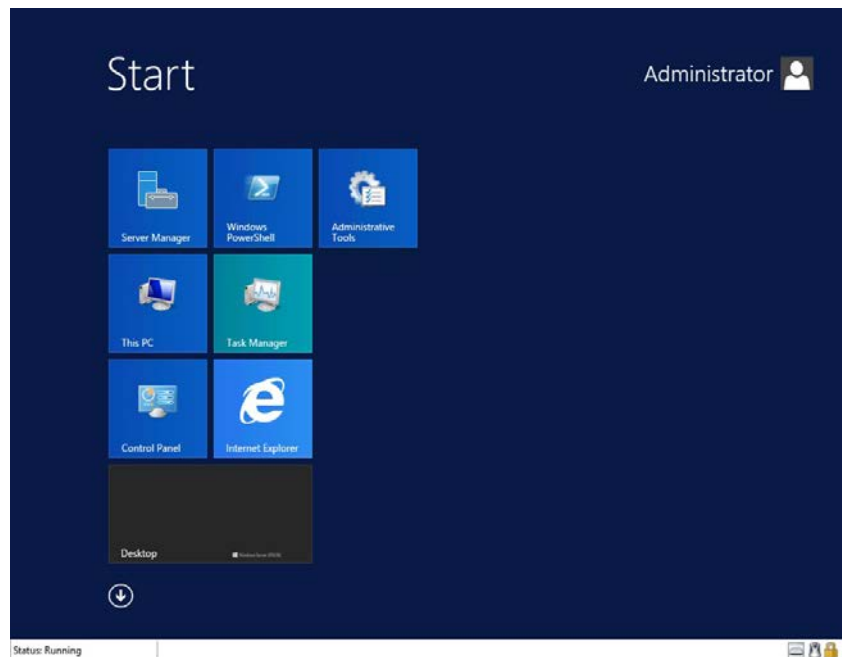 Start
Administrator
Server Manager
Windows
PowerShell
Administrative
Tools
This PC
Task Manager
Control Panel
Internet Explorer
Desktop
Status: Running